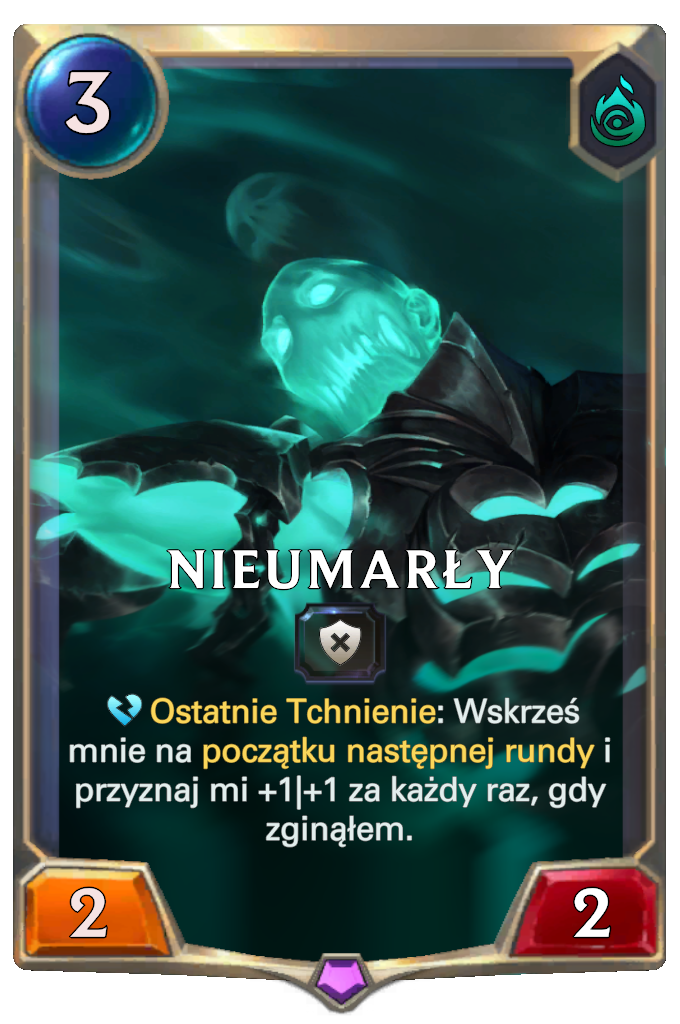 3
NIEUMARŁY
Ostatnie Tchnienie: Wskrześ
mnie na początku następnej rundy i
przyznaj mi +1|+1 za każdy raz, gdy
zginąłem.
2
2